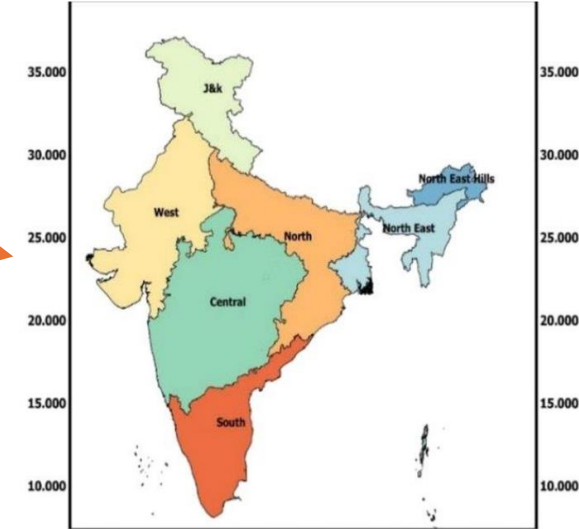 35.000 35.000
J&k
30.000 30.000
North East Hills
West
North East
25.000 North 25.000
Central
20.000 20.000
15.000 15.000
South
10.000 10.000